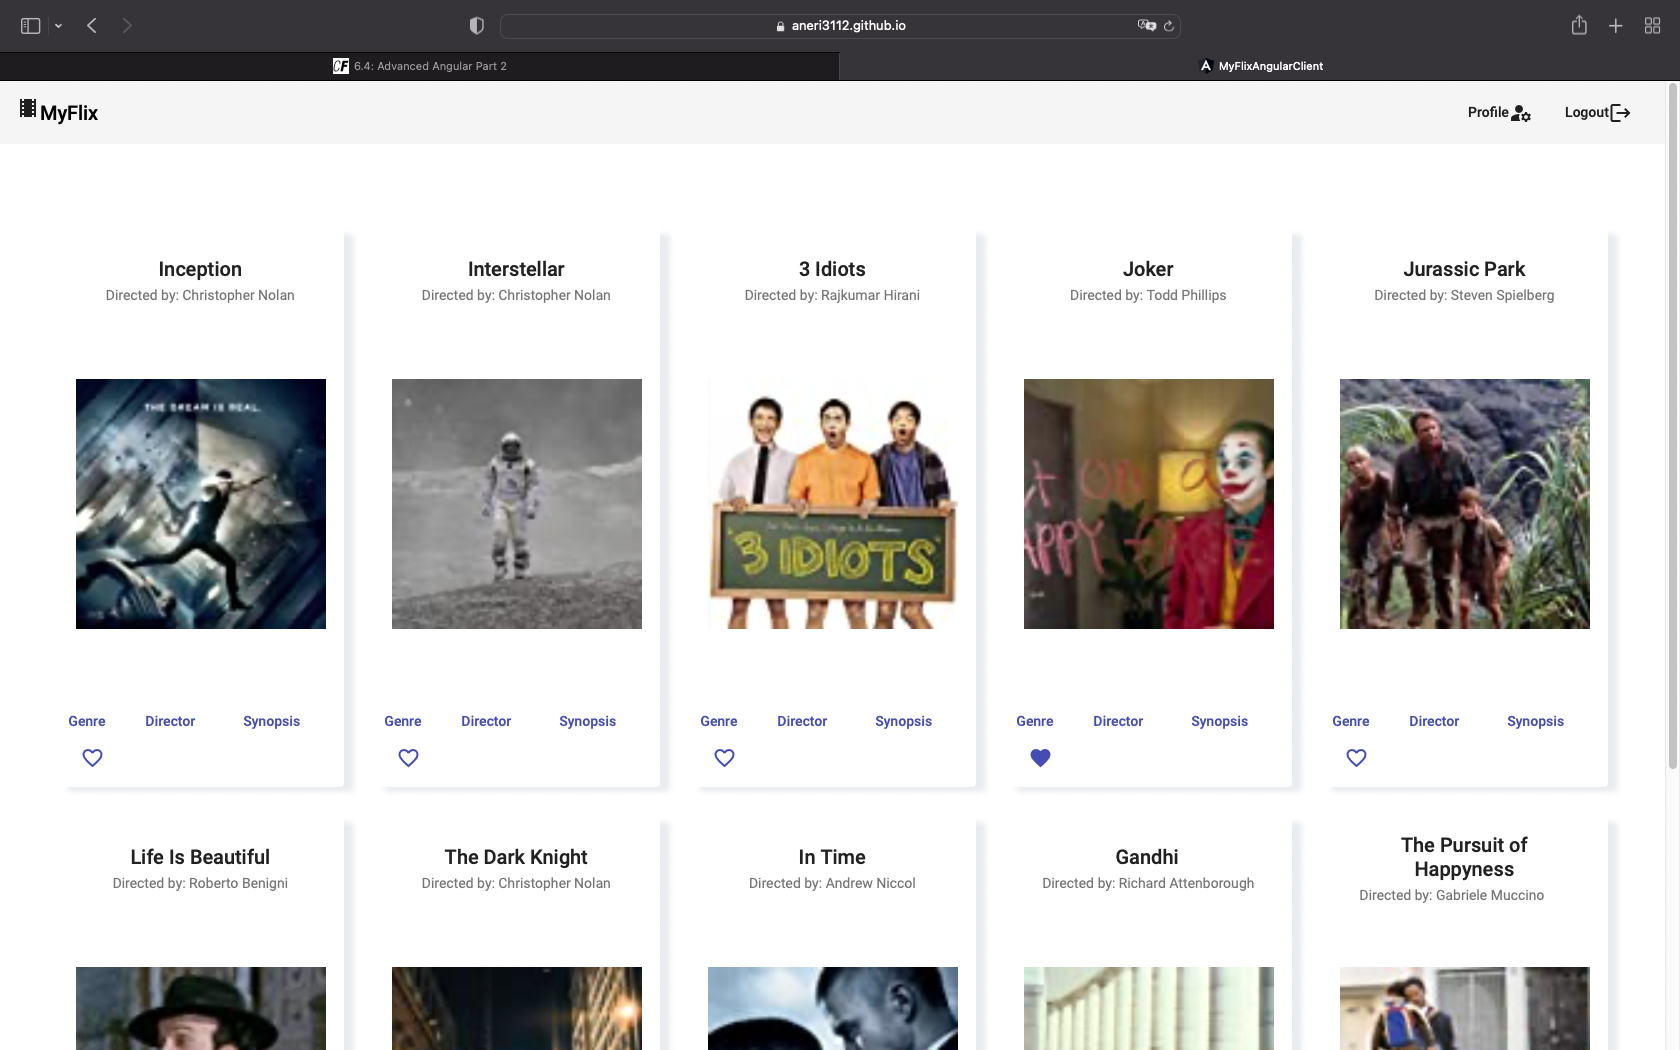 aneri3112.github.io
CF 6.4: Advanced Angular Part 2
MyFlixAngularClient
MyFlix
Profile
Logout
Inception
Directed by: Christopher Nolan
Interstellar
Directed by: Christopher Nolan
3 Idiots
Directed by: Rajkumar Hirani
Joker
Directed by: Todd Phillips
Jurassic Park
Directed by: Steven Spielberg
THE DREAM IS REAL.
3 IDIOTS
Genre Director Synopsis
Genre Director Synopsis
Genre Director Synopsis
Genre Director Synopsis
Genre Director Synopsis
Life Is Beautiful
Directed by: Roberto Benigni
The Dark Knight
Directed by: Christopher Nolan
In Time
Directed by: Andrew Niccol
Gandhi
Directed by: Richard Attenborough
The Pursuit of
Happyness
Directed by: Gabriele Muccino